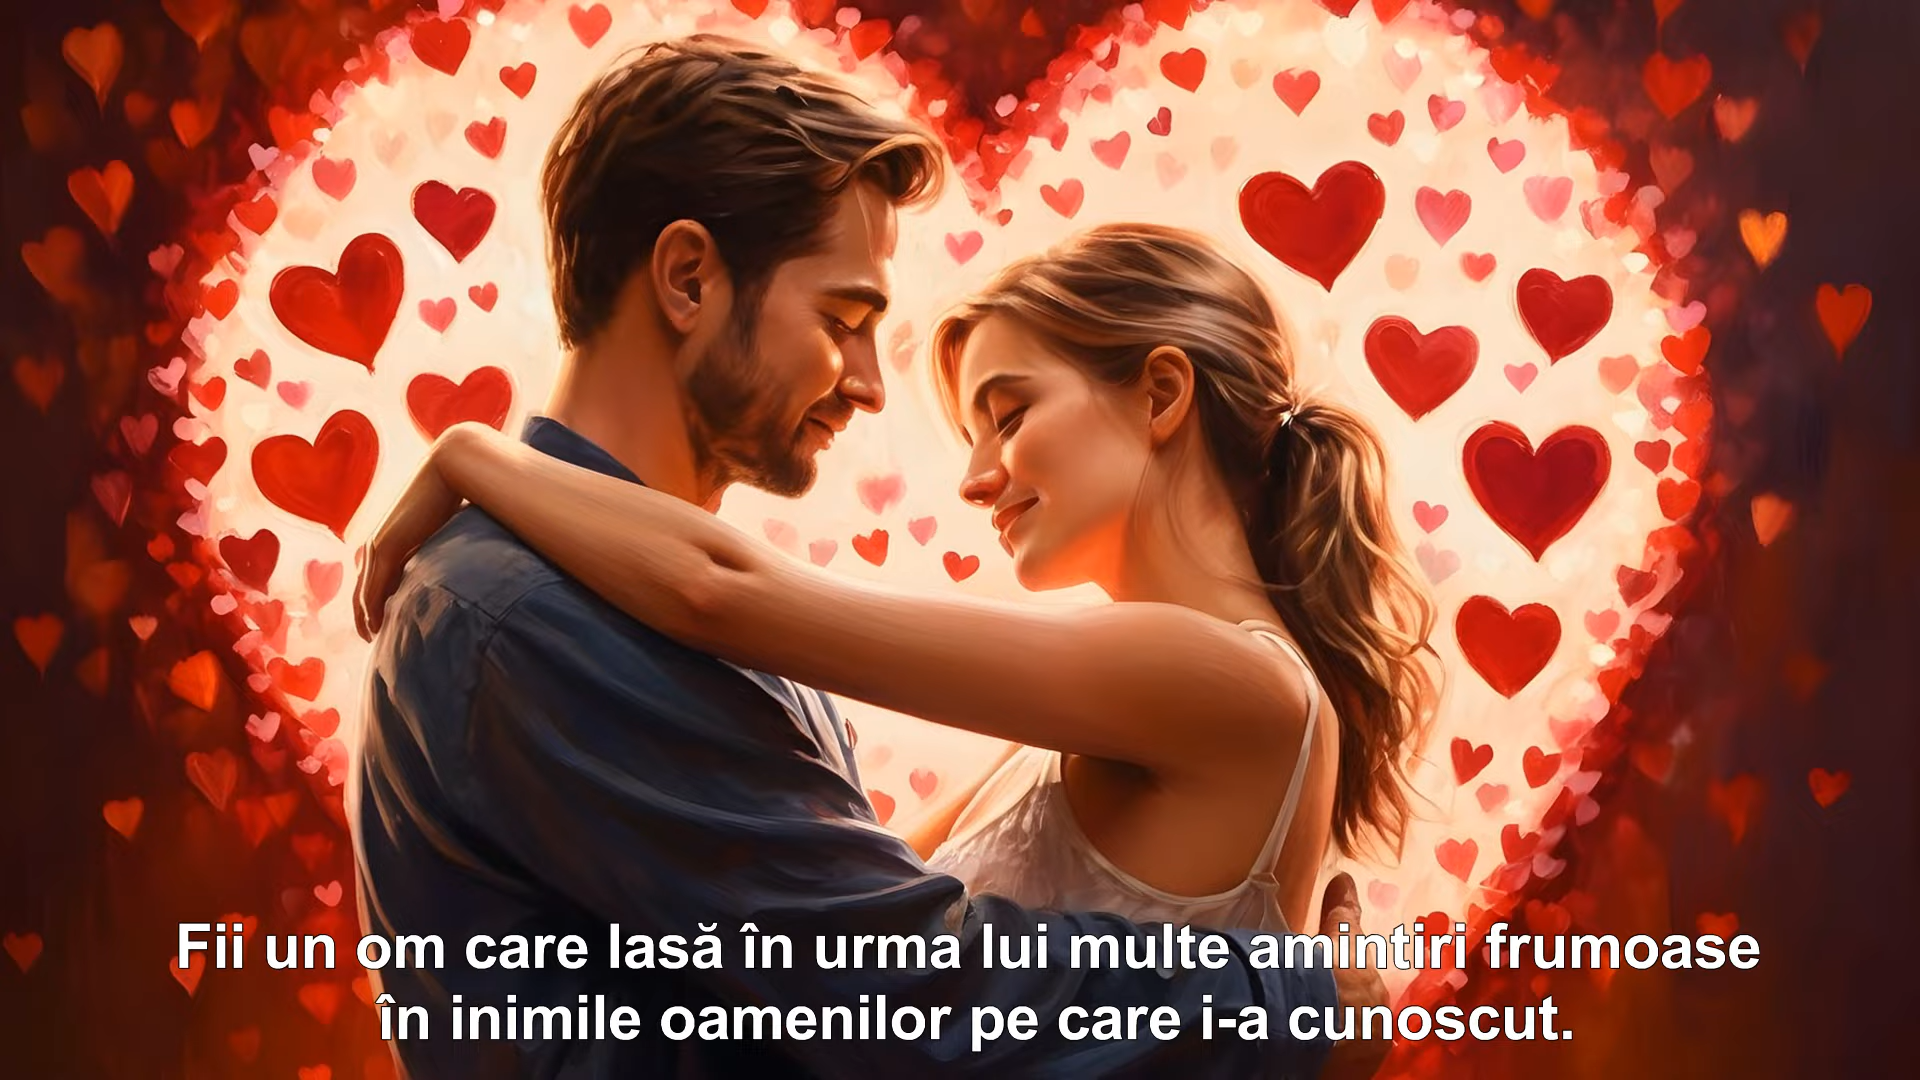 Fii un om care lasă în urma lui multe amintiri frumoase
în inimile oamenilor pe care i-a cunoscut.